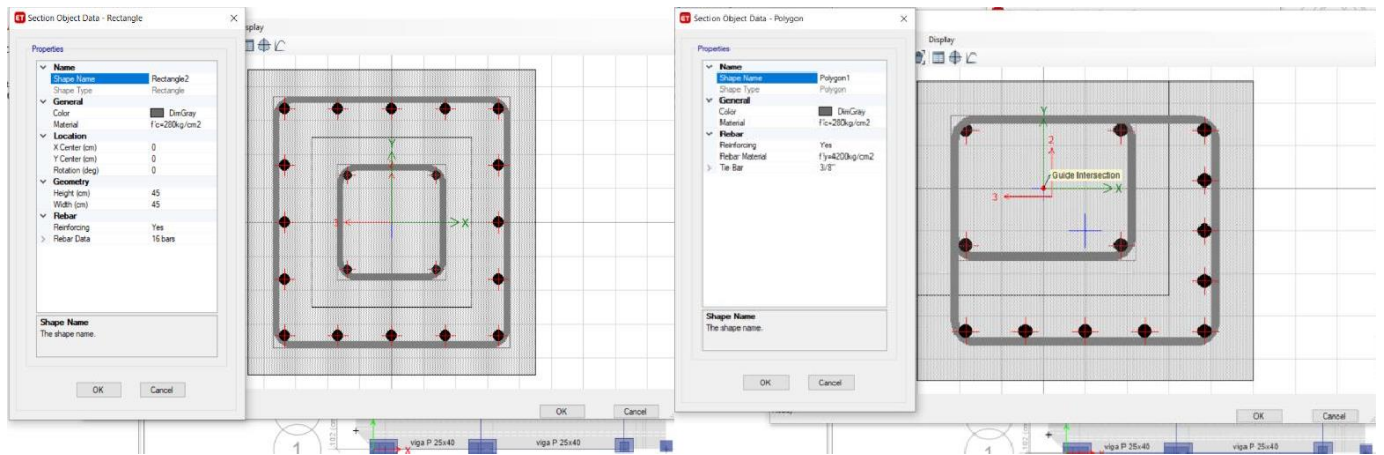 Section Object Data - Rectangle
Properties
Name
Shape Name Rectangle2
Shape Type Rectangle
General
Color DimGray
Material f'c=280kg/cm2
Location
X Center (cm) 0
Y Center (cm) 0
Rotation (deg) 0
Geometry
Height (cm) 45
Width (cm) 45
Rebar
Reinforcing Yes
Rebar Data 16 bars
Shape Name
The shape name.
OK Cancel
splay
Y
X
OK Cancel
1
viga P 25x40 viga P 25x40
X
Section Object Data - Polygon
Properties
Name
Shape Name Polygon1
Shape Type Polygon
General
Color DimGray
Material f'c=280kg/cm2
Rebar
Reinforcing Yes
Rebar Material f'y=4200kg/cm2
Tie Bar 3/8"
Shape Name
The shape name.
OK Cancel
Display
Y
2
Guide Intersection
X
3
OK Cancel
1
viga P 25x40 viga P 25x40
X